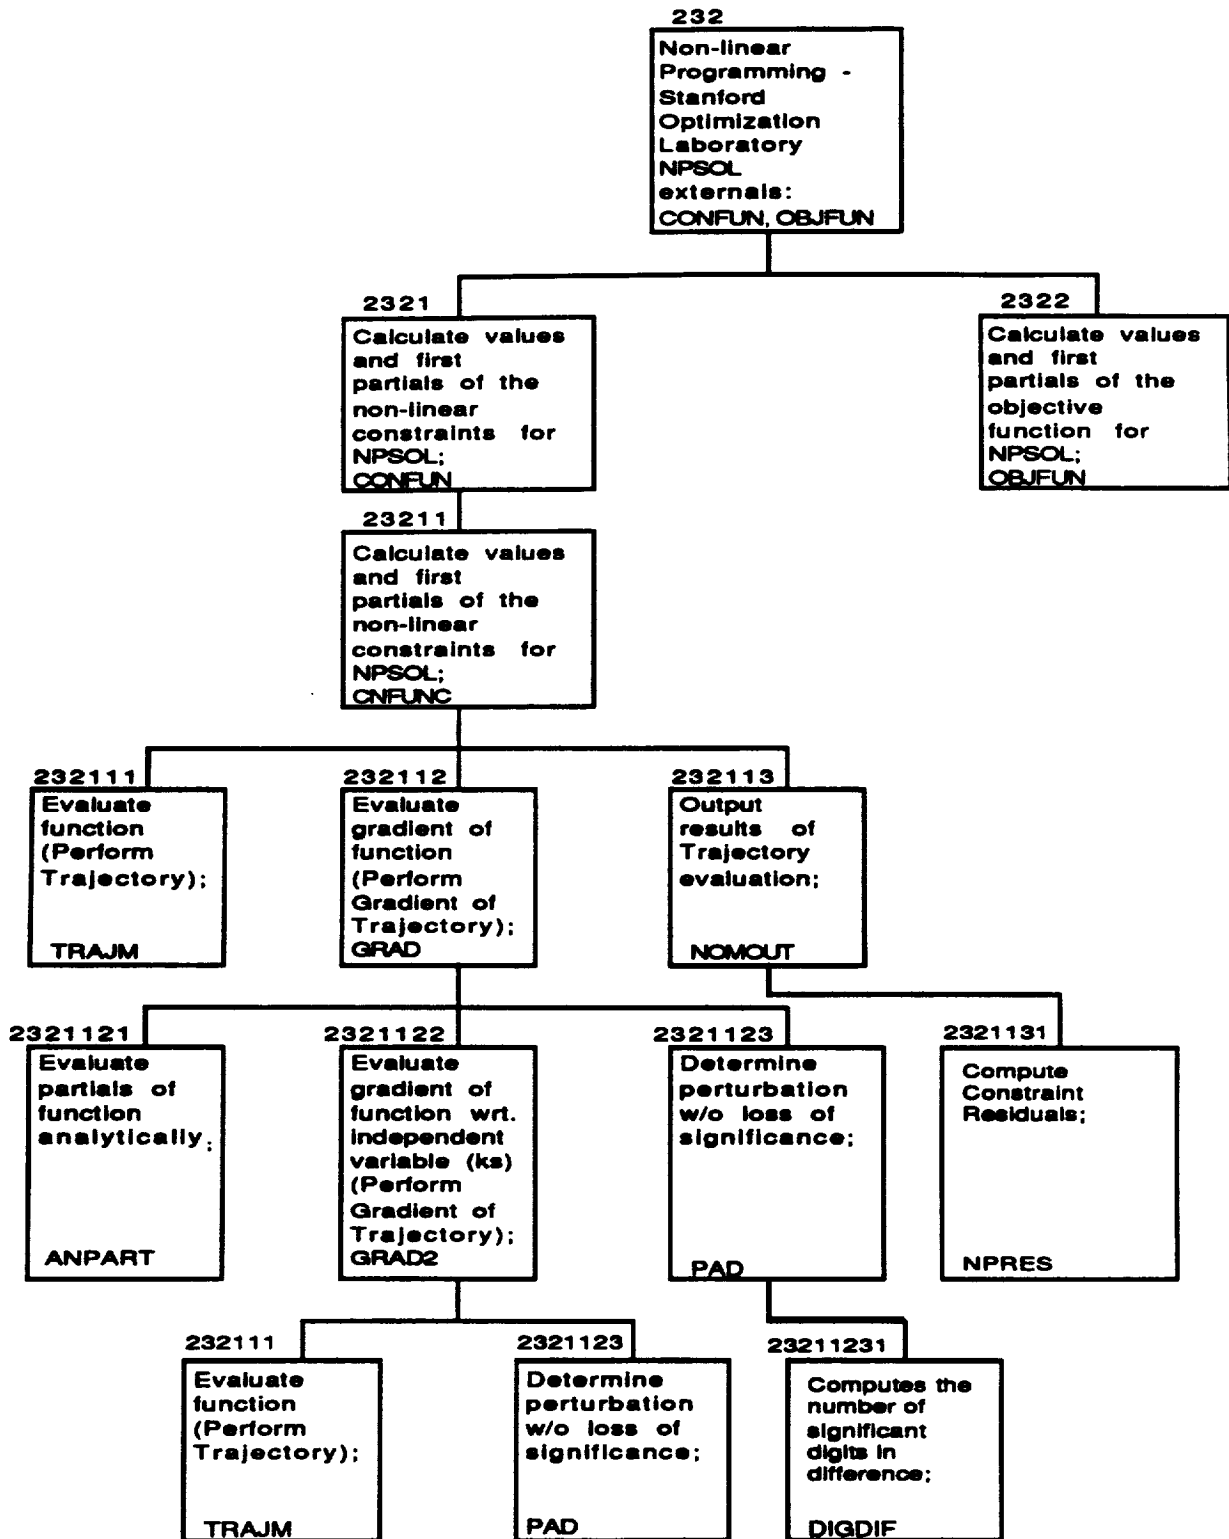 232
Non-linear
Programming -
Stanford
Optimization
Laboratory
NPSOL
externals:
CONFUN, OBJFUN
2321
Calculate values
and first
partials of the
non-linear
constraints for
NPSOL;
CONFUN
2322
Calculate values
and first
partials of the
objective
function for
NPSOL;
OBJFUN
23211
Calculate values
and first
partials of the
non-linear
constraints for
NPSOL;
CNFUNC
232111
Evaluate
function
(Perform
Trajectory);
TRAJM
232112
Evaluate
gradient of
function
(Perform
Gradient of
Trajectory);
GRAD
232113
Output
results of
Trajectory
evaluation;
NOMOUT
2321121
Evaluate
partials of
function
analytically;
ANPART
2321122
Evaluate
gradient of
function wrt.
independent
variable (ks)
(Perform
Gradient of
Trajectory);
GRAD2
2321123
Determine
perturbation
w/o loss of
significance;
PAD
2321131
Compute
Constraint
Residuals;
NPRES
232111
Evaluate
function
(Perform
Trajectory);
TRAJM
2321123
Determine
perturbation
w/o loss of
significance;
PAD
23211231
Computes the
number of
significant
digits in
difference;
DIGDIF